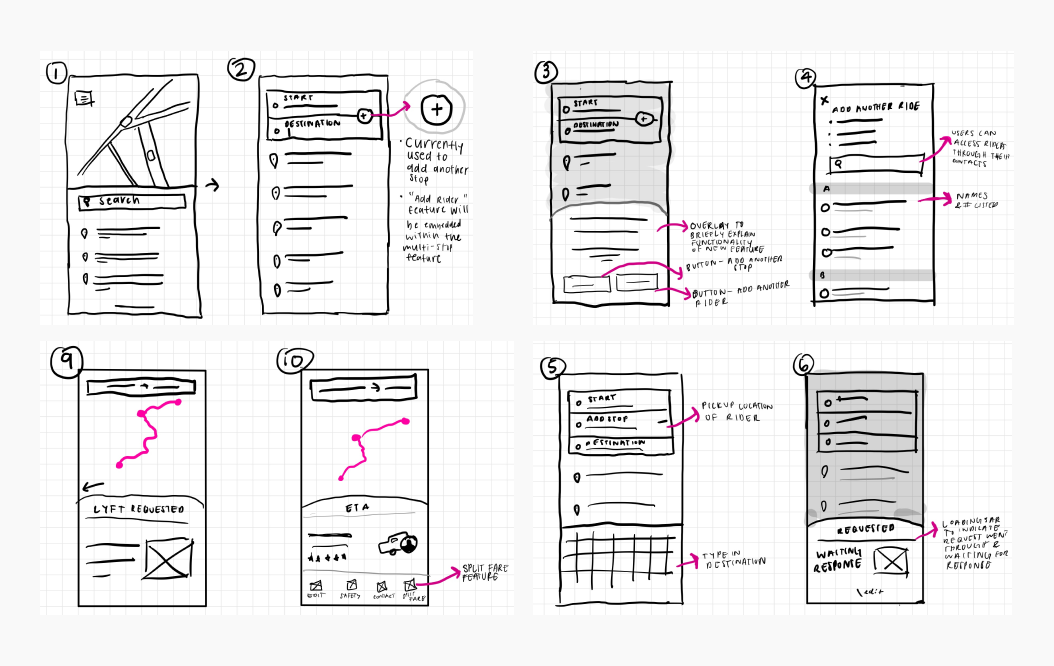 1
Search
2
START
DESTINATION
+
+
• Currently
used to
add another
stop
• "Add Rider"
feature will
be embedded
within the
multi-stop
feature
3
START
DESTINATION
+
OVERLAY TO
BRIEFLY EXPLAIN
FUNCTIONALITY
OF NEW FEATURE
BUTTON - ADD ANOTHER
STOP
BUTTON - ADD ANOTHER
RIDER
4
X
ADD ANOTHER RIDE
USERS CAN
ACCESS RIDER
THROUGH THEIR
CONTACTS
A
NAMES
& # LISTED
B
9
LYFT REQUESTED
10
ETA
EDIT
SAFETY
CONTACT
SPLIT
FARE
SPLIT FARE
FEATURE
5
START
ADD STOP
DESTINATION
PICKUP LOCATION
OF RIDER
TYPE IN
DESTINATION
6
REQUESTED
WAITING
RESPONSE
edit
LOADING BAR
TO INDICATE
REQUEST WENT
THROUGH &
WAITING FOR
RESPONSE